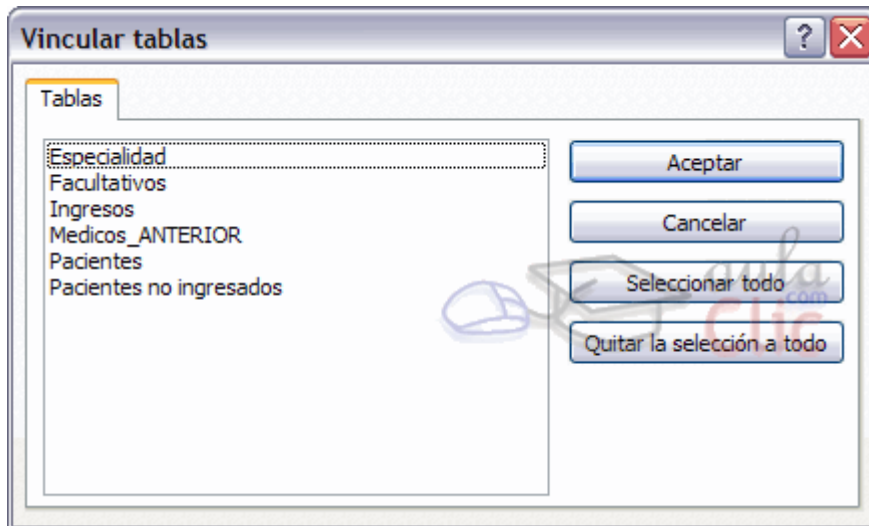 Vincular tablas
Tablas
Especialidad
Facultativos
Ingresos
Medicos_ANTERIOR
Pacientes
Pacientes no ingresados
Aceptar
Cancelar
Seleccionar todo
Quitar la selección a todo
aula
.com
Clic